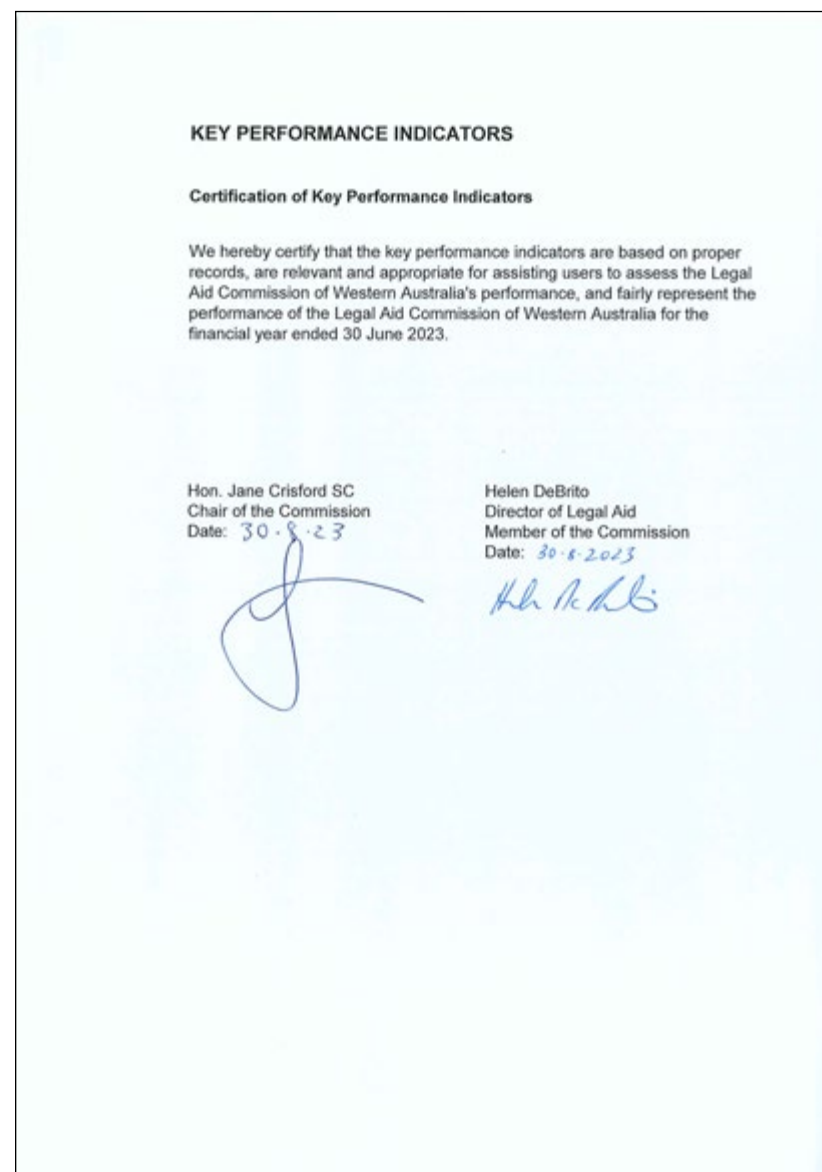 KEY PERFORMANCE INDICATORS
Certification of Key Performance Indicators
We hereby certify that the key performance indicators are based on proper
records, are relevant and appropriate for assisting users to assess the Legal
Aid Commission of Western Australia's performance, and fairly represent the
performance of the Legal Aid Commission of Western Australia for the
financial year ended 30 June 2023.
Hon. Jane Crisford SC
Chair of the Commission
Date: 30.8.23
Helen DeBrito
Director of Legal Aid
Member of the Commission
Date: 30.8.2023